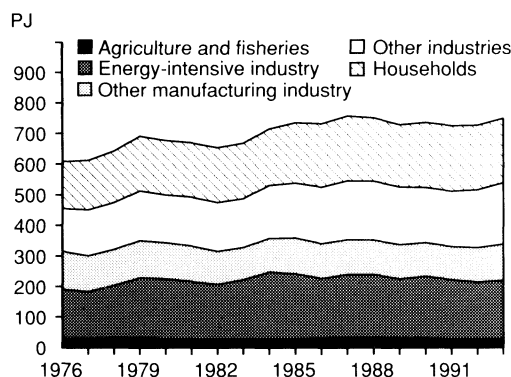 PJ
Agriculture and fisheries
Other industries
Energy-intensive industry
Households
Other manufacturing industry
900
800
700
600
500
400
300
200
100
0
1976 1979 1982 1985 1988 1991